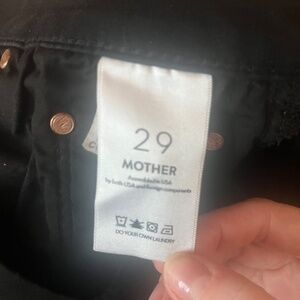 29
MOTHER
Assembled in USA
by both USA and foreign components
DO YOUR OWN LAUNDRY